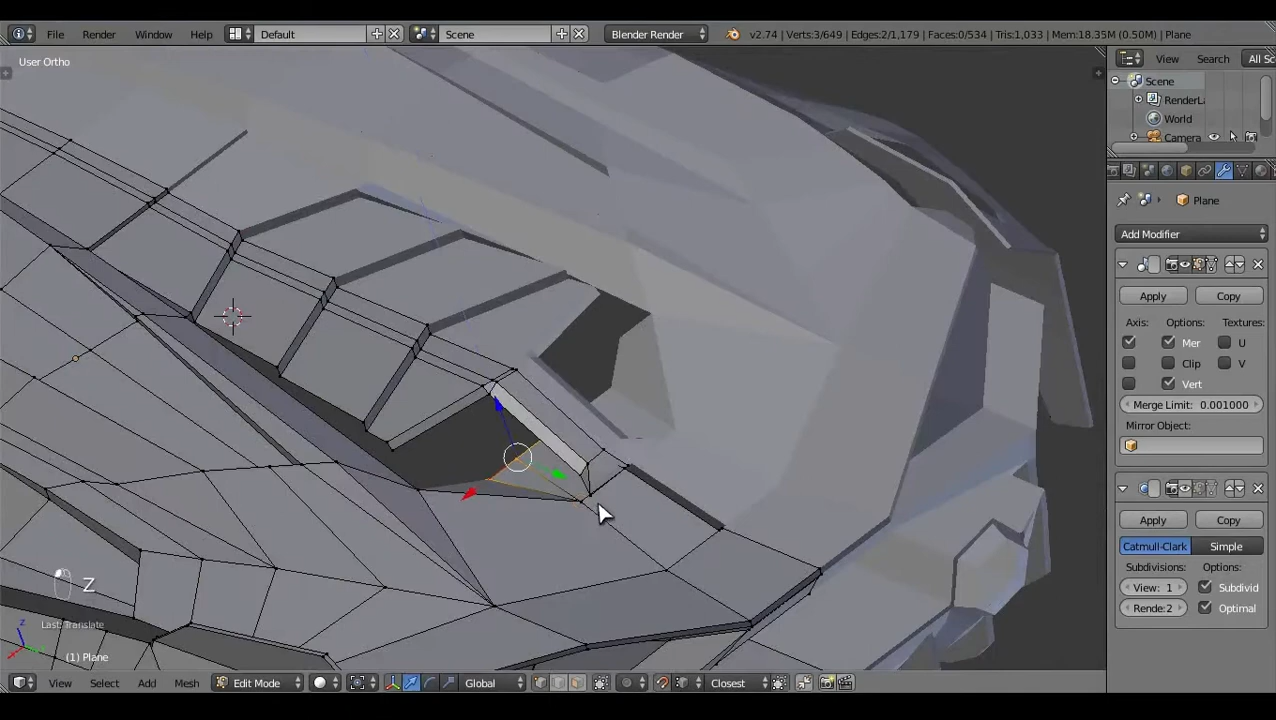 File Render Window Help Default Scene Blender Render v2.74 | Verts:3/649 | Edges:2/1,179 | Faces:0/534 | Tris:1,033 | Mem:18.35M (0.50M) | Plane
User Ortho
View Search All Sc
Scene
RenderLa
World
Camera
Plane
Add Modifier
Apply Copy
Axis: Options: Textures:
Mer U
Clip V
Vert
Merge Limit: 0.001000
Mirror Object:
Apply Copy
Catmull-Clark Simple
Subdivisions: Options:
View: 1 Subdivid
Rende:2 Optimal
Z
Last: Translate
z
(1) Plane
View Select Add Mesh Edit Mode Global Closest